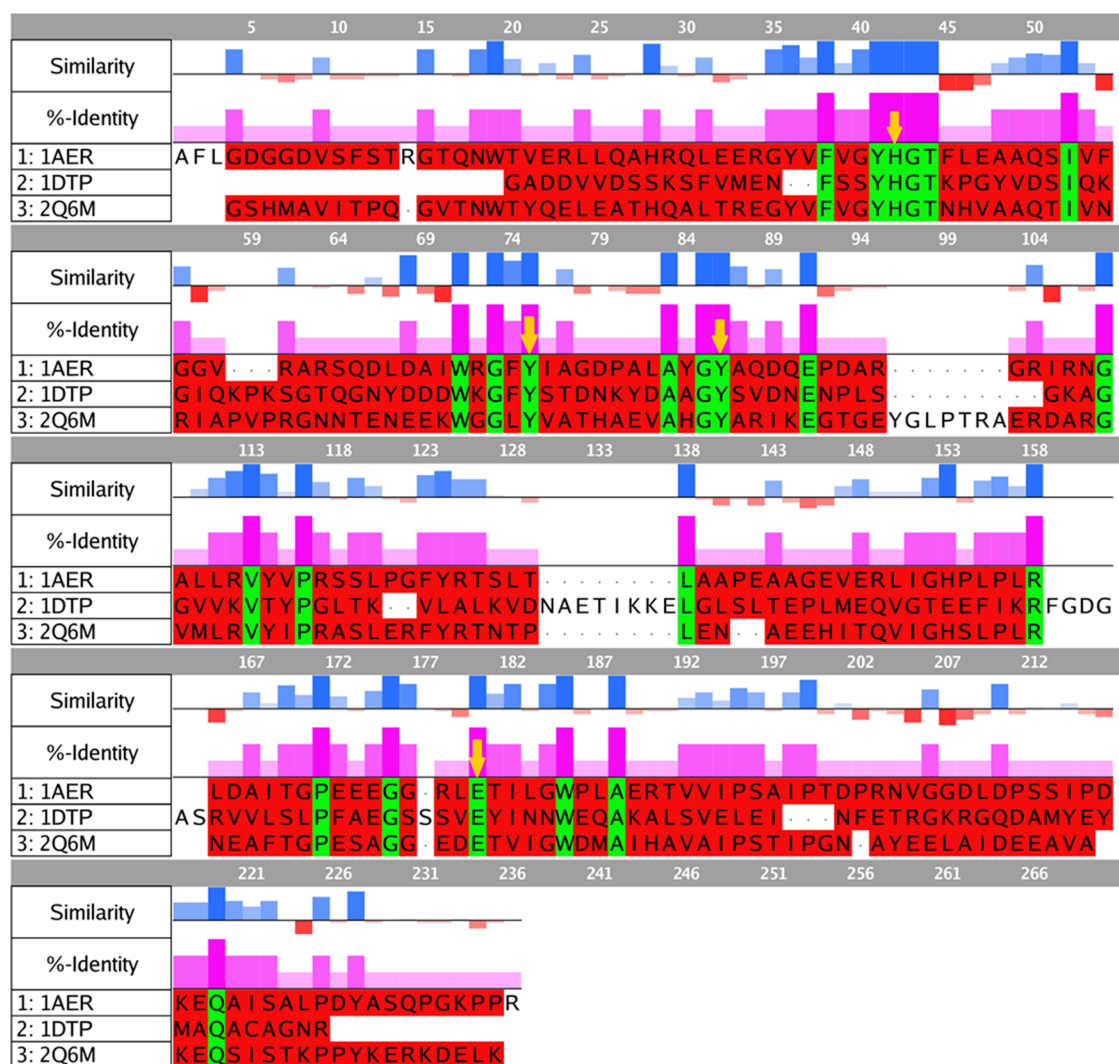 5 10 15 20 25 30 35 40 45 50
Similarity
%-Identity
1: 1AER AFLGDGGDVSFSTRGTQNWTVERLLQAHRQLEERGYVFVGYHGTFLEAAQSIVF
2: 1DTP GADDVVDSSKSFVMEN··FSSYHGTKPGYVDSIQK
3: 2Q6M GSHMAVITPQ·GVTNWTYQELEATHQALTREGYVFVGYHGTNHVAAQTIVN
59 64 69 74 79 84 89 94 99 104
Similarity
%-Identity
1: 1AER GGV···RARSQDLDAIWRGFYIAGDPALAYGYAQDQEPDAR·······GRIRNG
2: 1DTP GIQKPKSGTQGNYDDDWKGFYSTDNKYDAAGYSVDNENPLS·········GKAG
3: 2Q6M RIAPVPRGNNTENEEKWGGLYVATHAEVAHGYARIKEGTGEYGLPTRAERDARG
113 118 123 128 133 138 143 148 153 158
Similarity
%-Identity
1: 1AER ALLRVYVPRSSLPGFYRTSLT········LAAPEAAGEVERLIGHPLPLR
2: 1DTP GVVKVTYPGLTK··VLALKVDNAETIKKELGLSLTEPLMEQVGTEEFIKRFGDG
3: 2Q6M VMLRVYIPRASLERFYRTNTP········LEN··AEEHITQVIGHSLPLR
167 172 177 182 187 192 197 202 207 212
Similarity
%-Identity
1: 1AER LDAITGPEEEGG·RLETILGWPLAERTVVIPSAIPTDPRNVGGDLDPSSIPD
2: 1DTP ASRVVLSLPFAEGSSSVEYINNWEQAKALSVELEI···NFETRGKRGQDAMYEY
3: 2Q6M NEAFTGPESAGG·EDETVIGWDMAIHAVAIPSTIPGN·AYEELAIDEEAVA
221 226 231 236 241 246 251 256 261 266
Similarity
%-Identity
1: 1AER KEQAISALPDYASQPGKPPR
2: 1DTP MAQACAGNR
3: 2Q6M KEQSISTKPPYKERKDELK